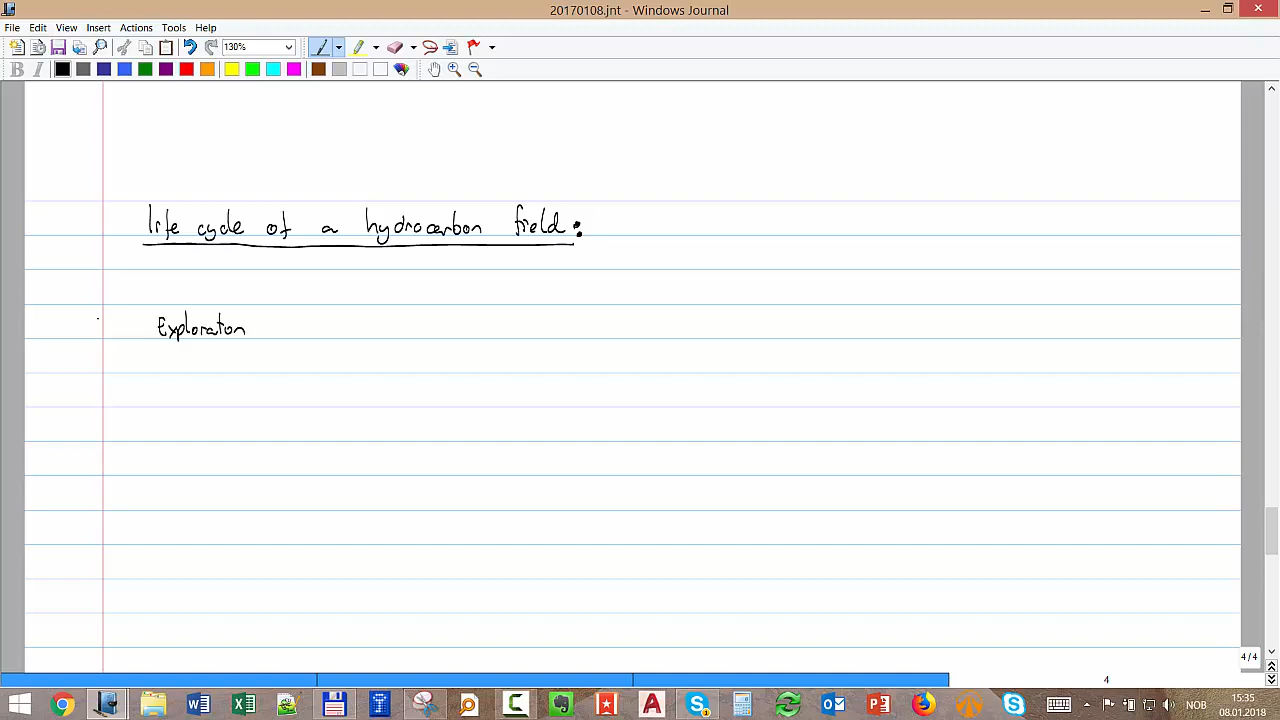 20170108.jnt - Windows Journal
File Edit View Insert Actions Tools Help
130%
B I
life cycle of a hydrocarbon field:
Exploraton
4/4
4
NOB
15:35
08.01.2018